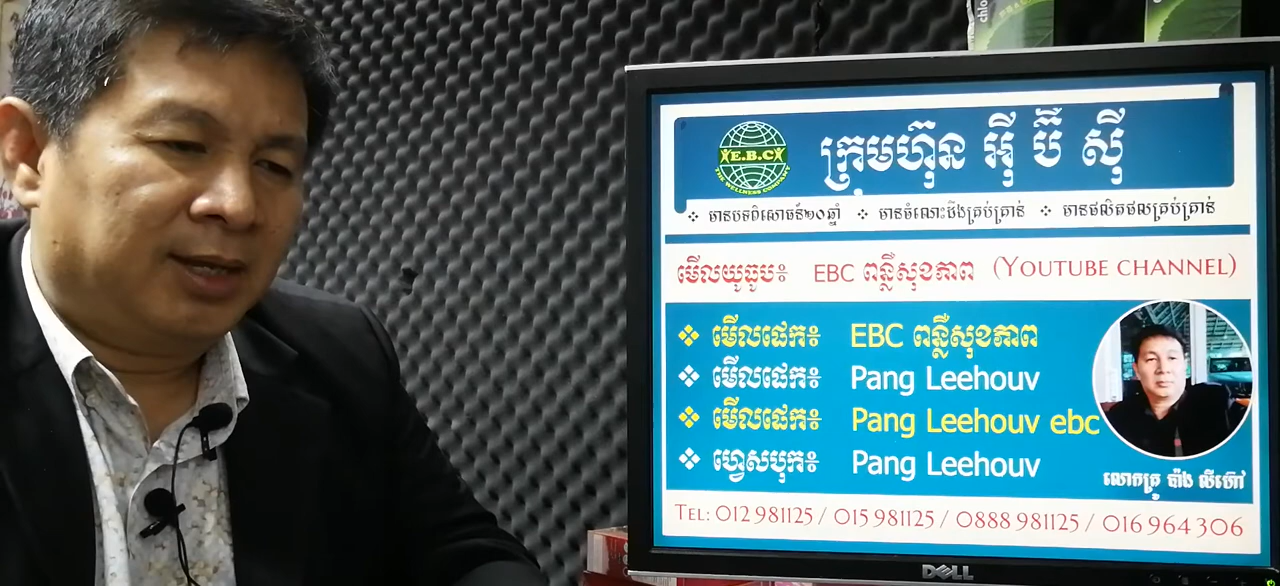 chlo
E.B.C
THE WELLNESS COMPANY
ក្រុមហ៊ុន អ៊ី ប៊ី ស៊ី
❖ មានបទពិសោធន៍២០ឆ្នាំ ❖ មានចំណេះដឹងគ្រប់គ្រាន់ ❖ មានផលិតផលគ្រប់គ្រាន់
មើលយូធូប៖ EBC ពន្លឺសុខភាព (YOUTUBE CHANNEL)
❖ មើលផេក៖ EBC ពន្លឺសុខភាព
❖ មើលផេក៖ Pang Leehouv
❖ មើលផេក៖ Pang Leehouv ebc
❖ ហ្វេសបុក៖ Pang Leehouv
លោកគ្រូ ប៉ាង លីហ៊ៅ
TEL: 012 981125 / 015 981125 / 0888 981125 / 016 964 306
DELL